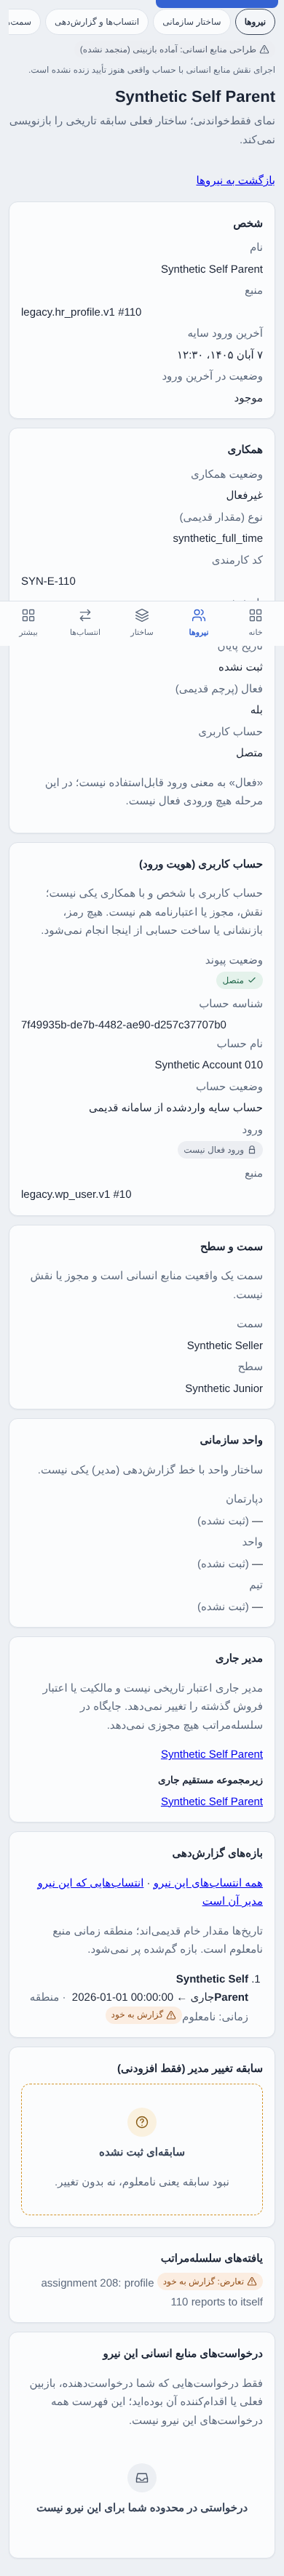 نیروها
ساختار سازمانی
انتساب‌ها و گزارش‌دهی
سمت‌ه
طراحی منابع انسانی: آماده بازبینی (منجمد نشده)
اجرای نقش منابع انسانی با حساب واقعی هنوز تأیید زنده نشده است.
Synthetic Self Parent
نمای فقط‌خواندنی؛ ساختار فعلی سابقه تاریخی را بازنویسی
نمی‌کند.
بازگشت به نیروها
شخص
نام
Synthetic Self Parent
منبع
legacy.hr_profile.v1 #110
آخرین ورود سایه
۷ آبان ۱۴۰۵، ۱۲:۳۰
وضعیت در آخرین ورود
موجود
همکاری
وضعیت همکاری
غیرفعال
نوع (مقدار قدیمی)
synthetic_full_time
کد کارمندی
SYN-E-110
خانه
نیروها
ساختار
انتساب‌ها
بیشتر
تاریخ پایان
ثبت نشده
فعال (پرچم قدیمی)
بله
حساب کاربری
متصل
«فعال» به معنی ورود قابل‌استفاده نیست؛ در این
مرحله هیچ ورودی فعال نیست.
حساب کاربری (هویت ورود)
حساب کاربری با شخص و با همکاری یکی نیست؛
نقش، مجوز یا اعتبارنامه هم نیست. هیچ رمز،
بازنشانی یا ساخت حسابی از اینجا انجام نمی‌شود.
وضعیت پیوند
متصل
شناسه حساب
7f49935b-de7b-4482-ae90-d257c37707b0
نام حساب
Synthetic Account 010
وضعیت حساب
حساب سایه واردشده از سامانه قدیمی
ورود
ورود فعال نیست
منبع
legacy.wp_user.v1 #10
سمت و سطح
سمت یک واقعیت منابع انسانی است و مجوز یا نقش
نیست.
سمت
Synthetic Seller
سطح
Synthetic Junior
واحد سازمانی
ساختار واحد با خط گزارش‌دهی (مدیر) یکی نیست.
دپارتمان
— (ثبت نشده)
واحد
— (ثبت نشده)
تیم
— (ثبت نشده)
مدیر جاری
مدیر جاری اعتبار تاریخی نیست و مالکیت یا اعتبار
فروش گذشته را تغییر نمی‌دهد. جایگاه در
سلسله‌مراتب هیچ مجوزی نمی‌دهد.
Synthetic Self Parent
زیرمجموعه مستقیم جاری
Synthetic Self Parent
بازه‌های گزارش‌دهی
همه انتساب‌های این نیرو · انتساب‌هایی که این نیرو
مدیر آن است
تاریخ‌ها مقدار خام قدیمی‌اند؛ منطقه زمانی منبع
نامعلوم است. بازه گم‌شده پر نمی‌شود.
1. Synthetic Self
Parent جاری ← 2026-01-01 00:00:00 · منطقه
زمانی: نامعلوم گزارش به خود
سابقه تغییر مدیر (فقط افزودنی)
سابقه‌ای ثبت نشده
نبود سابقه یعنی نامعلوم، نه بدون تغییر.
یافته‌های سلسله‌مراتب
تعارض: گزارش به خود assignment 208: profile
110 reports to itself
درخواست‌های منابع انسانی این نیرو
فقط درخواست‌هایی که شما درخواست‌دهنده، بازبین
فعلی یا اقدام‌کننده آن بوده‌اید؛ این فهرست همه
درخواست‌های این نیرو نیست.
درخواستی در محدوده شما برای این نیرو نیست